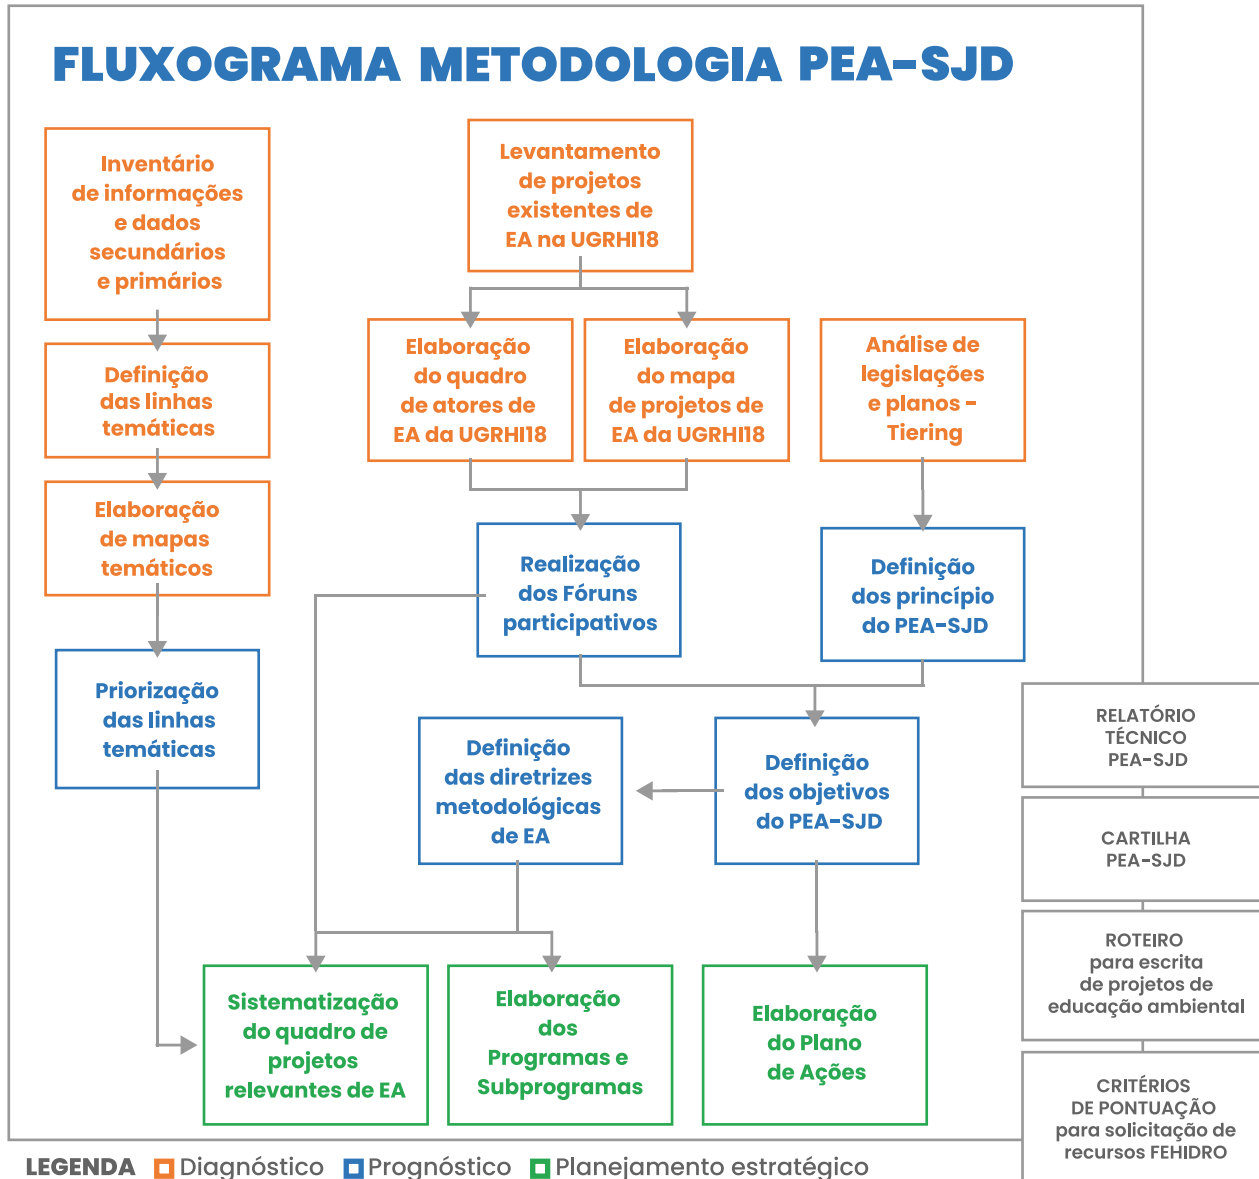 FLUXOGRAMA METODOLOGIA PEA-SJD
Inventário
de informações
e dados
secundários
e primários
Levantamento
de projetos
existentes de
EA na UGRHI18
Definição
das linhas
temáticas
Elaboração
do quadro
de atores de
EA da UGRHI18
Elaboração
do mapa
de projetos de
EA da UGRHI18
Análise de
legislações
e planos -
Tiering
Elaboração
de mapas
temáticos
Realização
dos Fóruns
participativos
Definição
dos princípio
do PEA-SJD
Priorização
das linhas
temáticas
Definição
das diretrizes
metodológicas
de EA
Definição
dos objetivos
do PEA-SJD
Sistematização
do quadro de
projetos
relevantes de EA
Elaboração
dos
Programas e
Subprogramas
Elaboração
do Plano
de Ações
RELATÓRIO
TÉCNICO
PEA-SJD
CARTILHA
PEA-SJD
ROTEIRO
para escrita
de projetos de
educação ambiental
CRITÉRIOS
DE PONTUAÇÃO
para solicitação de
recursos FEHIDRO
LEGENDA Diagnóstico Prognóstico Planejamento estratégico